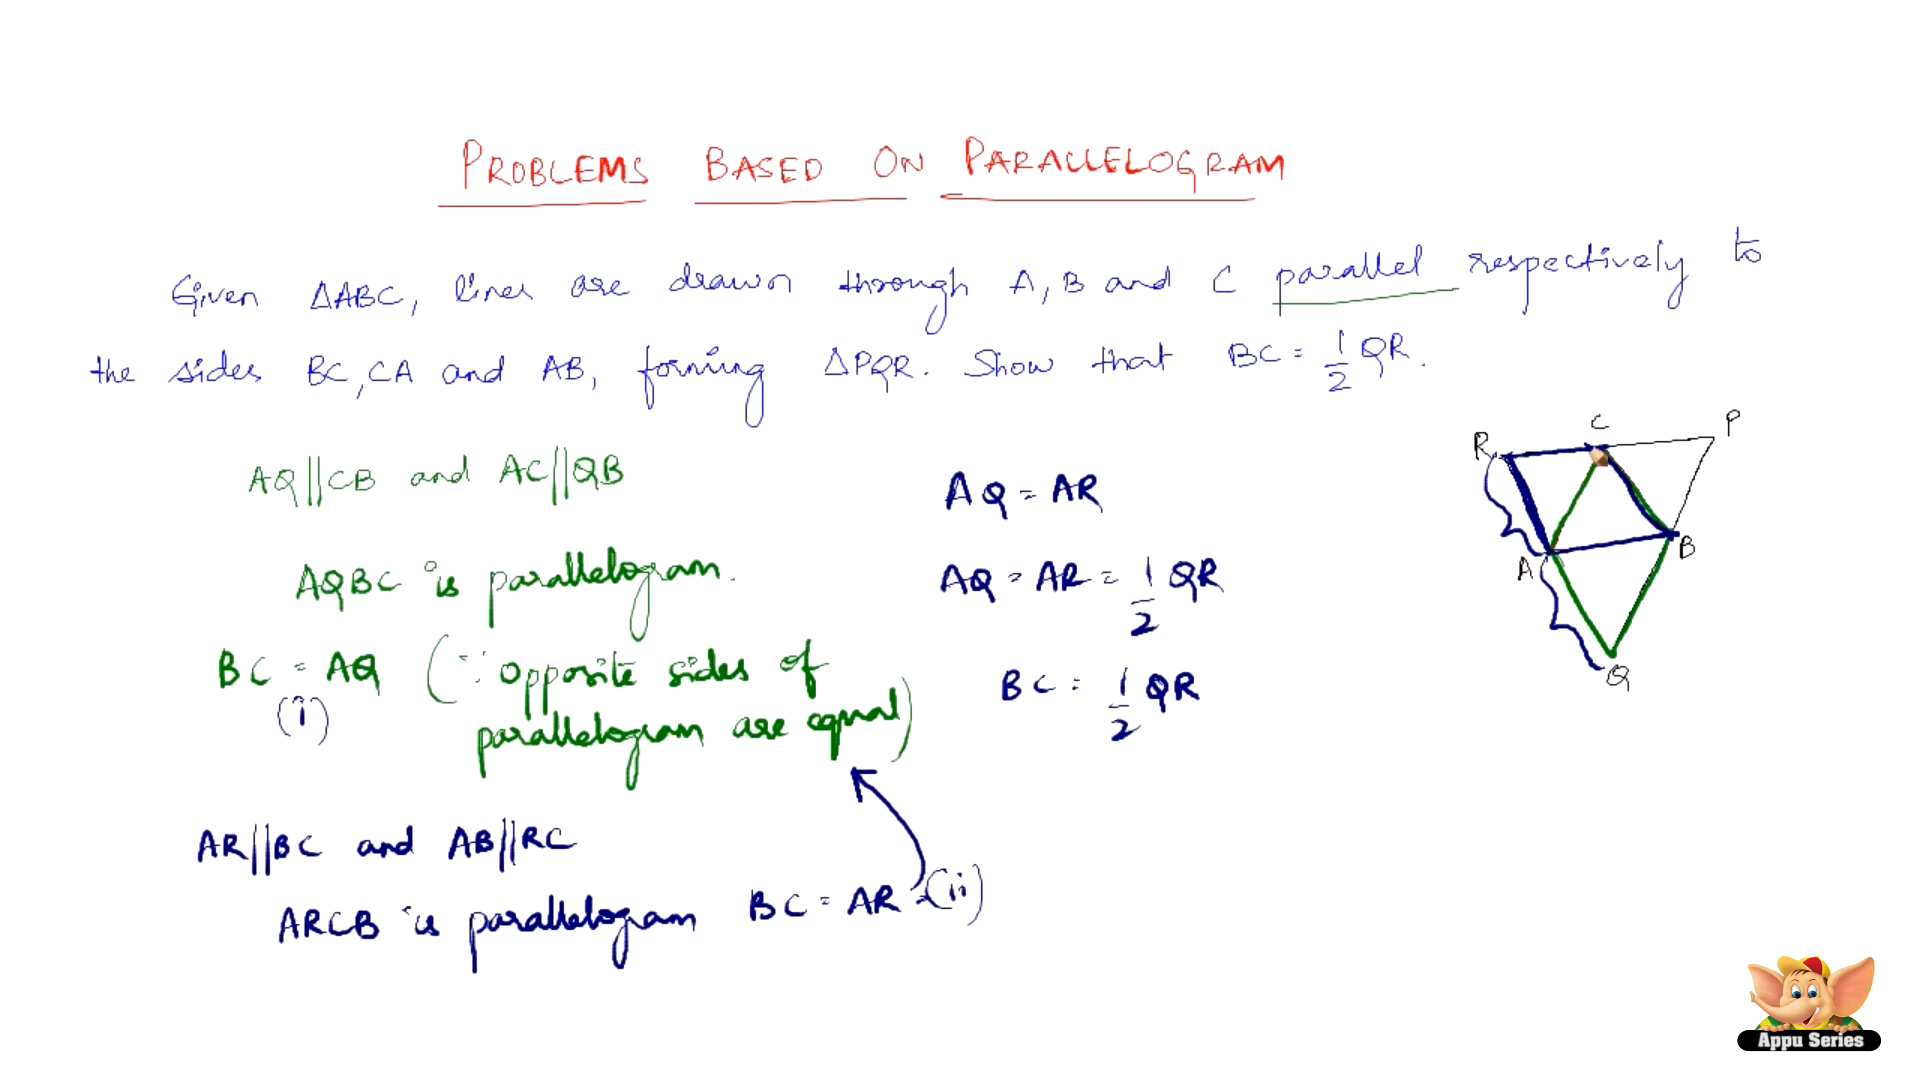 PROBLEMS BASED ON PARALLELOGRAM
Given ΔABC, lines are drawn through A, B and C parallel respectively to
the sides BC, CA and AB, forming ΔPQR. Show that BC = 1/2 QR.
AQ||CB and AC||QB
AQBC is parallelogram.
BC = AQ (∵ opposite sides of
(i)
parallelogram are equal)
AR||BC and AB||RC
ARCB is parallelogram BC = AR -(ii)
AQ = AR
AQ = AR = 1/2 QR
BC = 1/2 QR
R C P
A B
Q
Appu Series